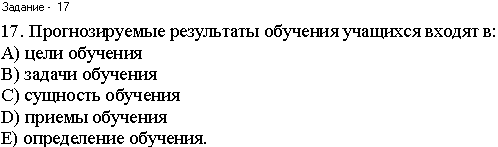 Задание - 17
17. Прогнозируемые результаты обучения учащихся входят в:
A) цели обучения
B) задачи обучения
C) сущность обучения
D) приемы обучения
E) определение обучения.